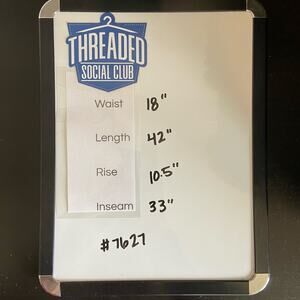 THREADED
SOCIAL CLUB
Waist 18"
Length 42"
Rise 10.5"
Inseam 33"
#7627